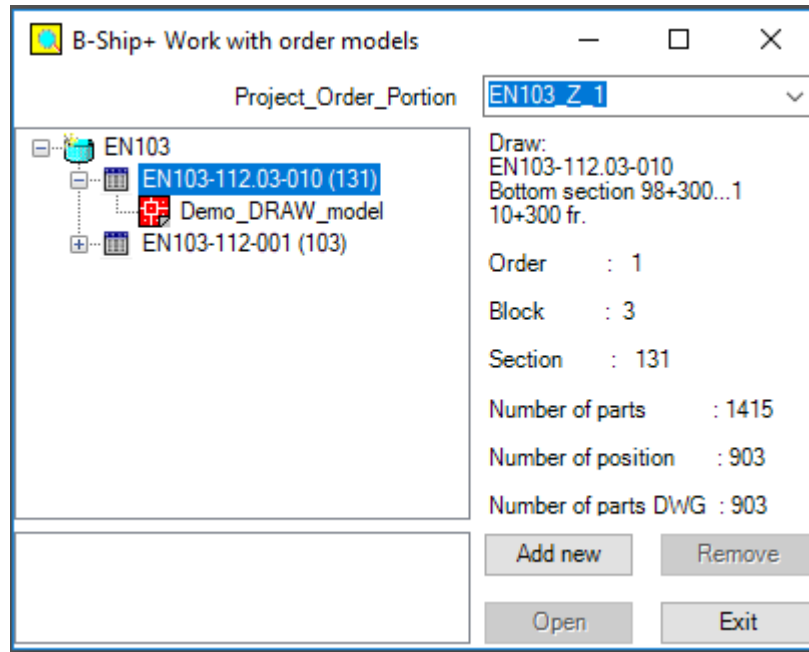 B-Ship+ Work with order models
Project_Order_Portion
EN103_Z_1
EN103
EN103-112.03-010 (131)
Demo_DRAW_model
EN103-112-001 (103)
Draw:
EN103-112.03-010
Bottom section 98+300...1
10+300 fr.
Order : 1
Block : 3
Section : 131
Number of parts : 1415
Number of position : 903
Number of parts DWG : 903
Add new Remove
Open Exit